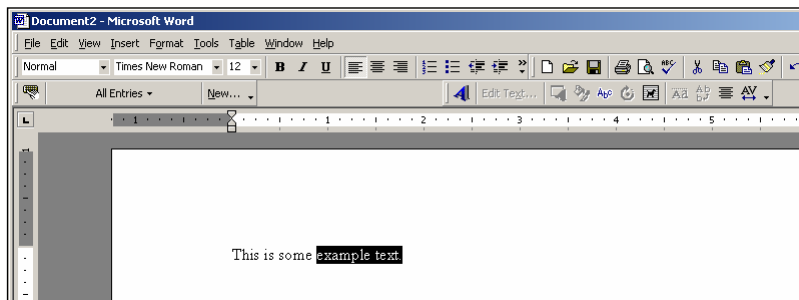 Document2 - Microsoft Word
File Edit View Insert Format Tools Table Window Help
Normal Times New Roman 12 B I U
All Entries New... Edit Text...
1 1 2 3 4 5
This is some example text.